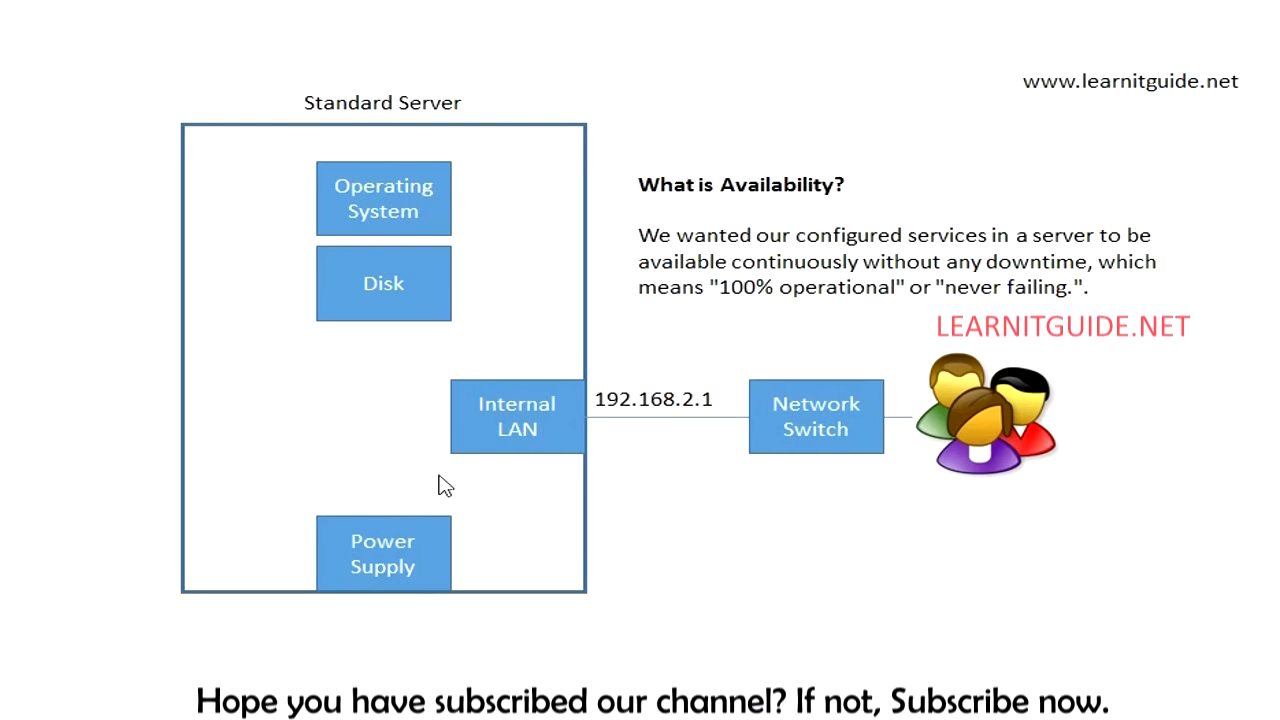 www.learnitguide.net
Standard Server
Operating
System
Disk
What is Availability?
We wanted our configured services in a server to be
available continuously without any downtime, which
means "100% operational" or "never failing.".
LEARNITGUIDE.NET
Internal
LAN
192.168.2.1
Network
Switch
Power
Supply
Hope you have subscribed our channel? If not, Subscribe now.